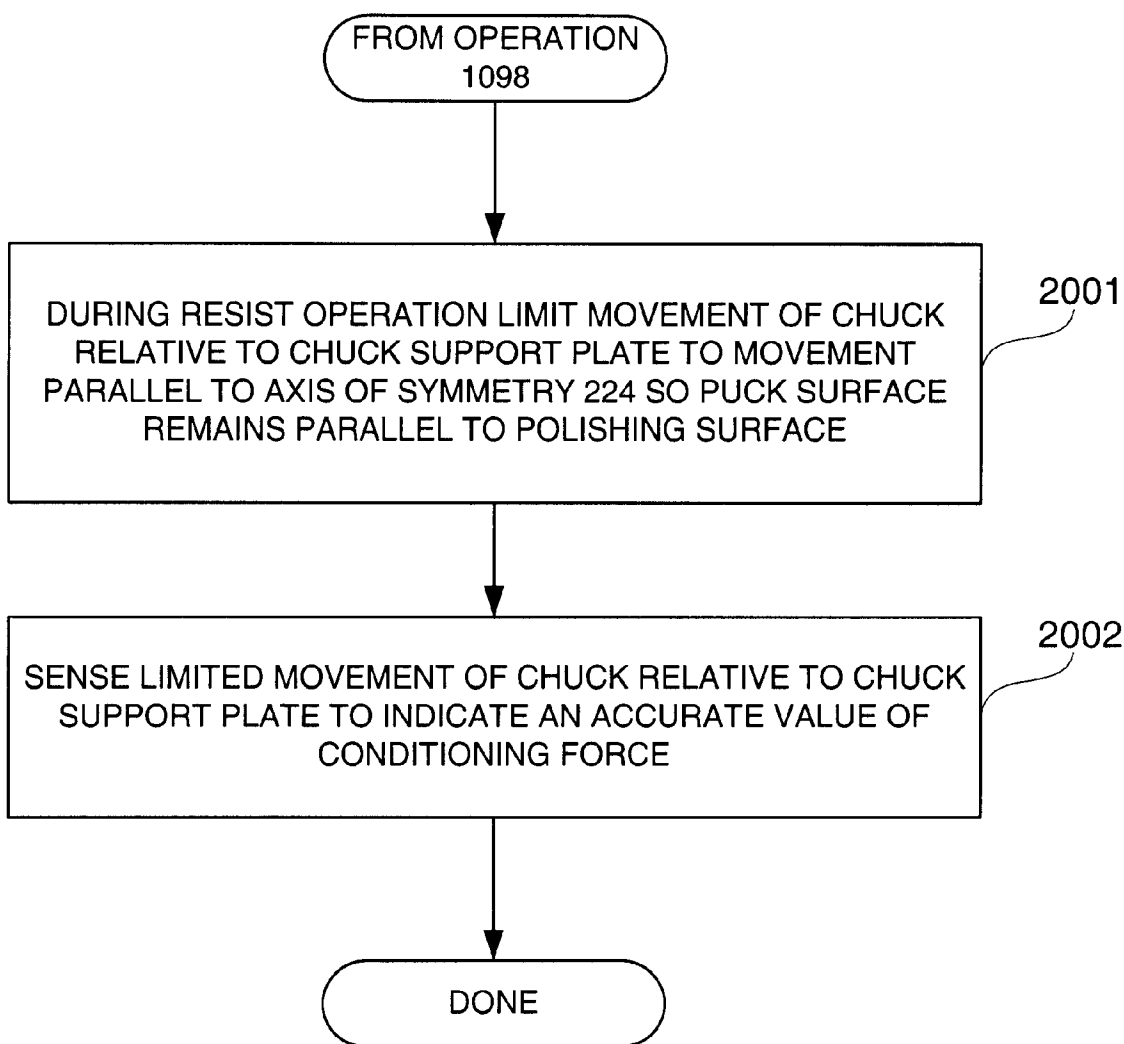 FROM OPERATION
1098
DURING RESIST OPERATION LIMIT MOVEMENT OF CHUCK
RELATIVE TO CHUCK SUPPORT PLATE TO MOVEMENT
PARALLEL TO AXIS OF SYMMETRY 224 SO PUCK SURFACE
REMAINS PARALLEL TO POLISHING SURFACE
2001
SENSE LIMITED MOVEMENT OF CHUCK RELATIVE TO CHUCK
SUPPORT PLATE TO INDICATE AN ACCURATE VALUE OF
CONDITIONING FORCE
2002
DONE